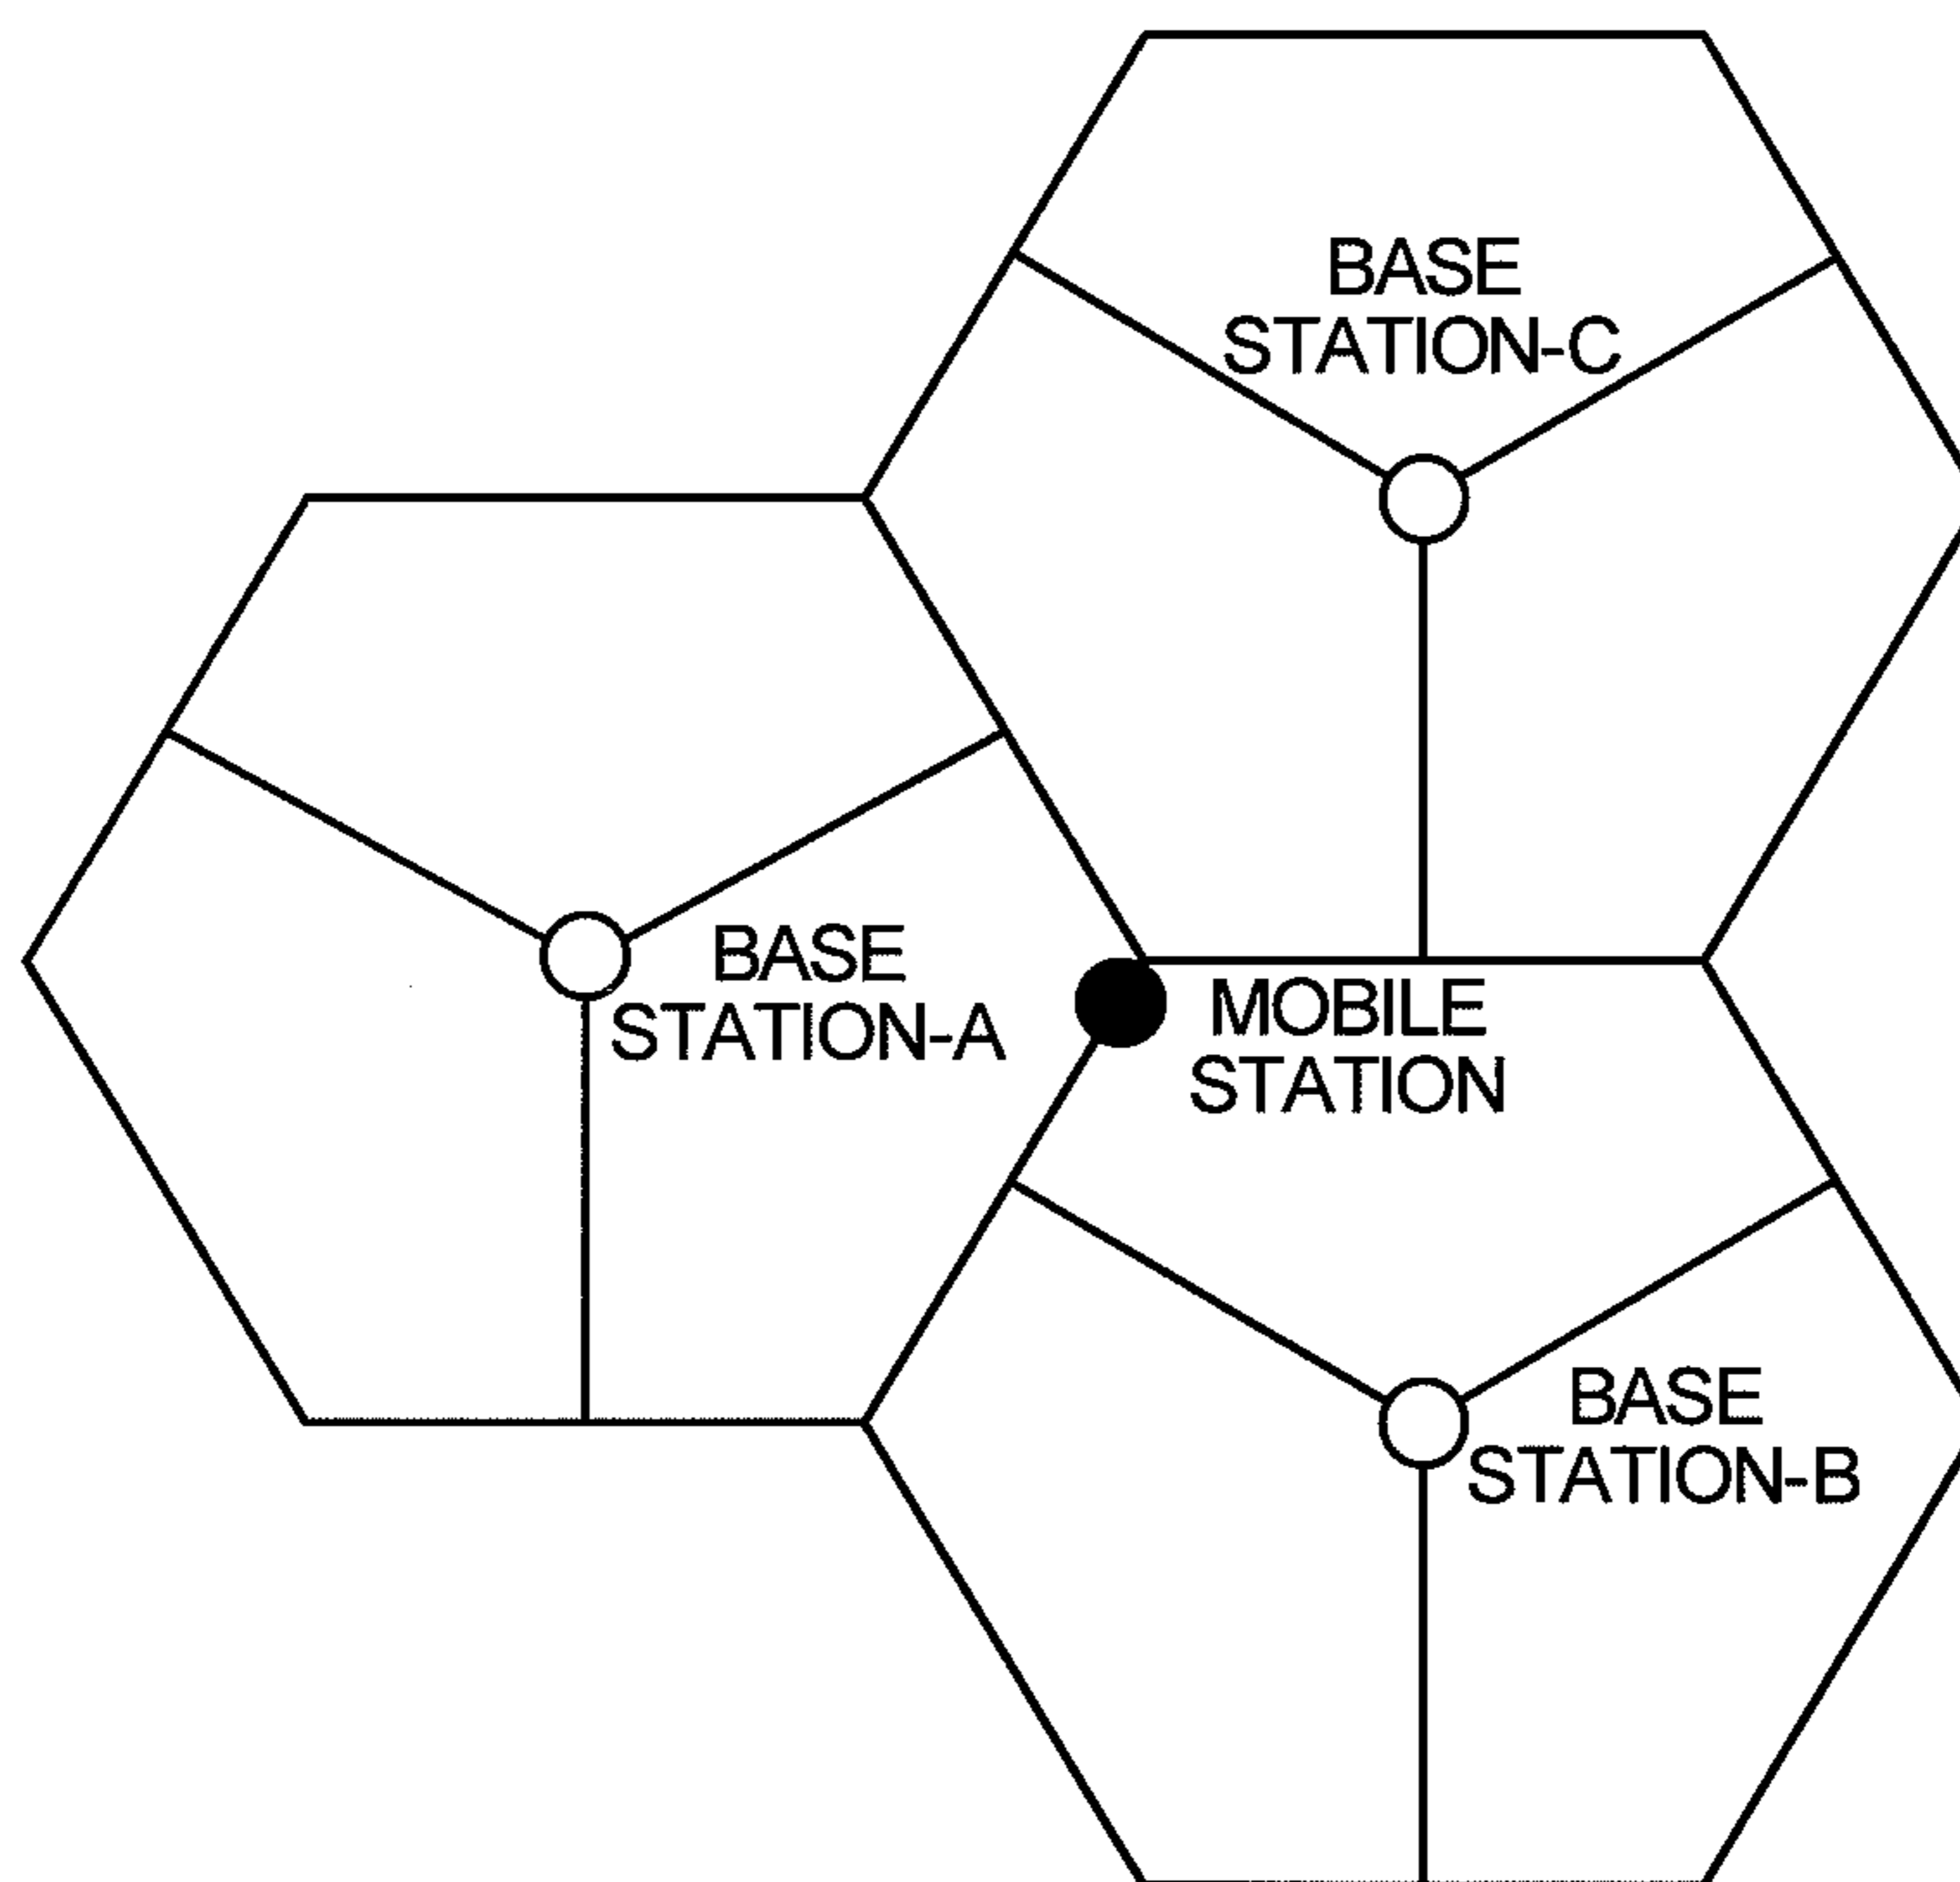 BASE
STATION-C
BASE
STATION-A
MOBILE
STATION
BASE
STATION-B